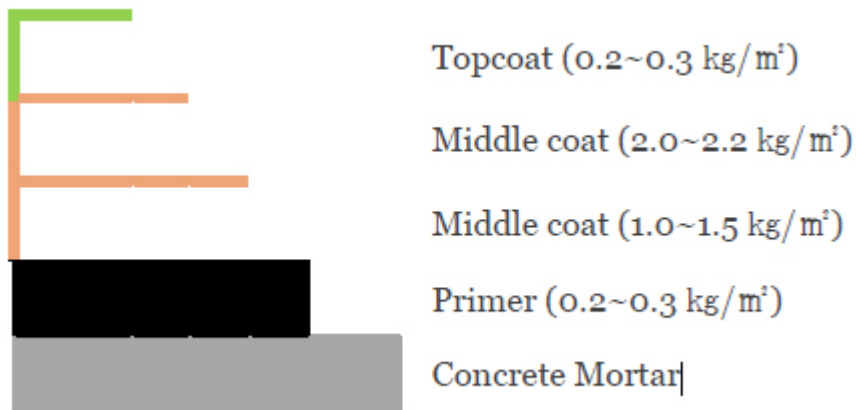 Topcoat (0.2~0.3 kg/㎡)
Middle coat (2.0~2.2 kg/㎡)
Middle coat (1.0~1.5 kg/㎡)
Primer (0.2~0.3 kg/㎡)
Concrete Mortar